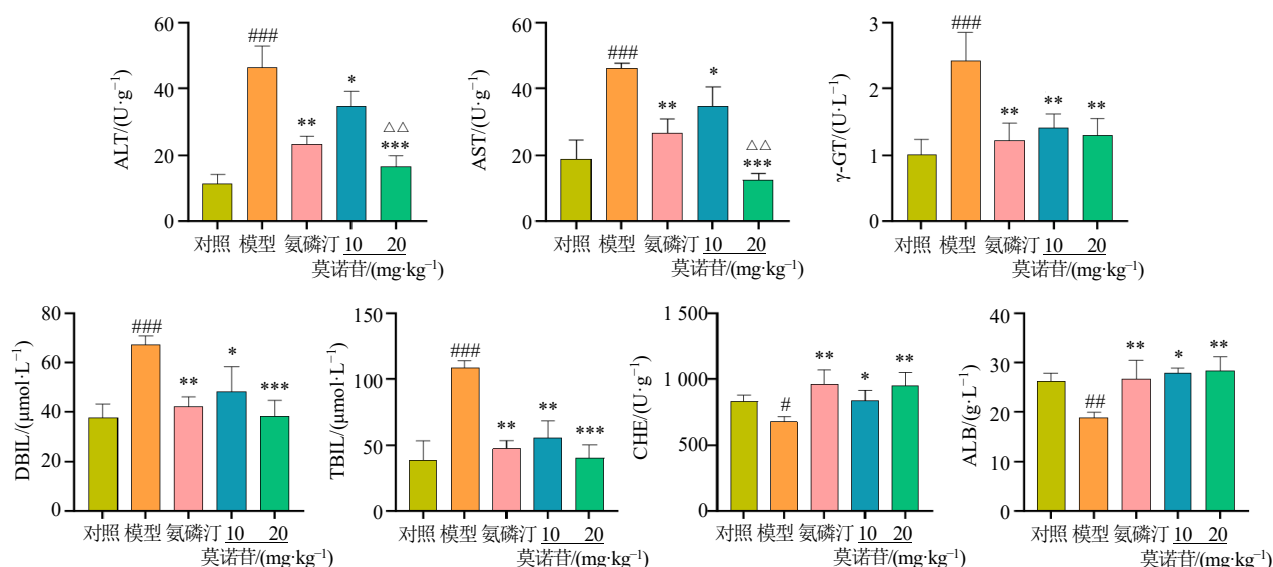 60
40
20
0
ALT/(U·g⁻¹)
###
**
*
△△
***
对照 模型 氨磷汀 10 20
莫诺苷/(mg·kg⁻¹)
60
40
20
0
AST/(U·g⁻¹)
###
**
*
△△
***
对照 模型 氨磷汀 10 20
莫诺苷/(mg·kg⁻¹)
3
2
1
0
γ-GT/(U·L⁻¹)
###
**
**
**
对照 模型 氨磷汀 10 20
莫诺苷/(mg·kg⁻¹)
80
60
40
20
0
DBIL/(μmol·L⁻¹)
###
**
*
***
对照 模型 氨磷汀 10 20
莫诺苷/(mg·kg⁻¹)
150
100
50
0
TBIL/(μmol·L⁻¹)
###
**
**
***
对照 模型 氨磷汀 10 20
莫诺苷/(mg·kg⁻¹)
1 500
1 000
500
0
CHE/(U·g⁻¹)
#
**
*
**
对照 模型 氨磷汀 10 20
莫诺苷/(mg·kg⁻¹)
40
30
20
10
0
ALB/(g·L⁻¹)
##
**
*
**
对照 模型 氨磷汀 10 20
莫诺苷/(mg·kg⁻¹)